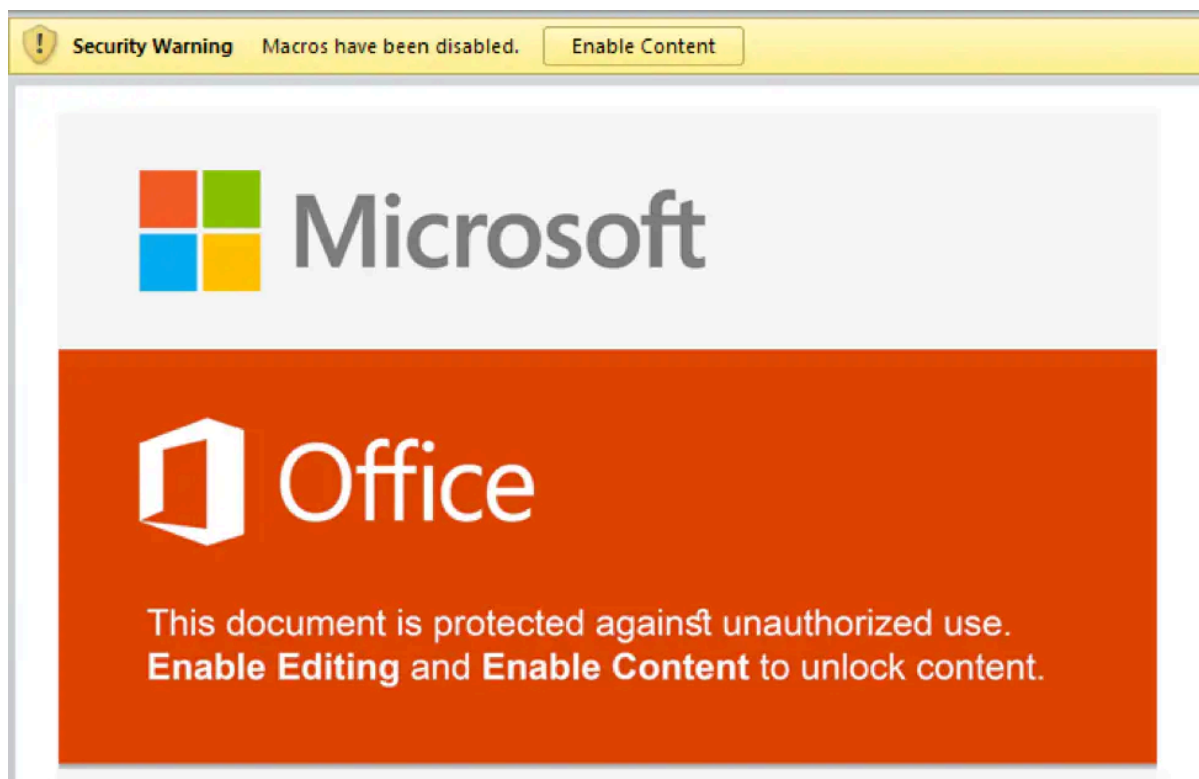 Security Warning Macros have been disabled. Enable Content
Microsoft
Office
This document is protected against unauthorized use.
Enable Editing and Enable Content to unlock content.